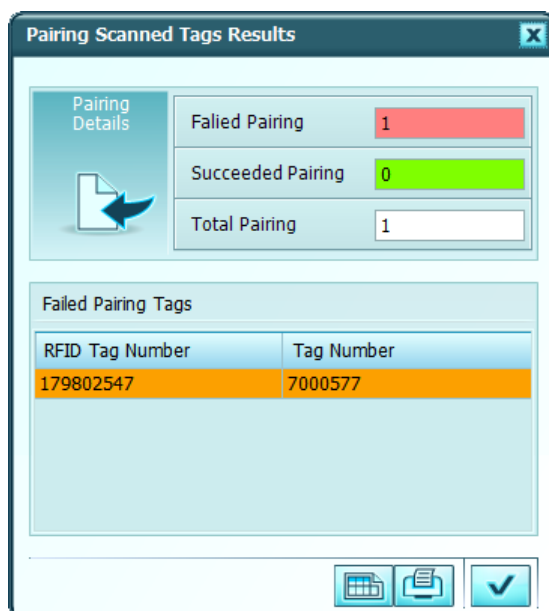 Pairing Scanned Tags Results
Pairing
Details
Falied Pairing 1
Succeeded Pairing 0
Total Pairing 1
Failed Pairing Tags
RFID Tag Number Tag Number
179802547 7000577